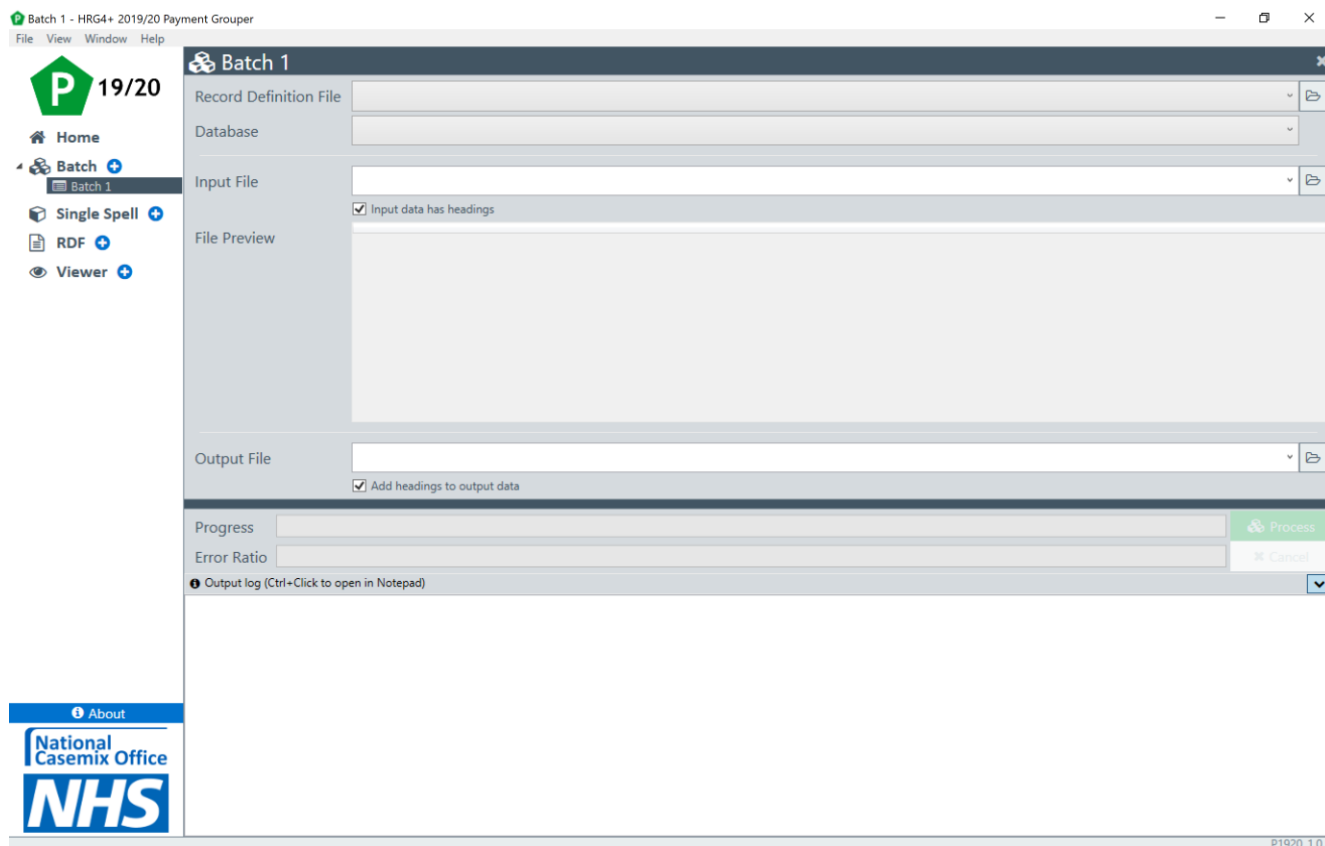 Batch 1 - HRG4+ 2019/20 Payment Grouper
File View Window Help
P 19/20
Home
Batch
Batch 1
Single Spell
RDF
Viewer
About
National
Casemix Office
NHS
Batch 1
Record Definition File
Database
Input File
Input data has headings
File Preview
Output File
Add headings to output data
Progress
Process
Error Ratio
Cancel
Output log (Ctrl+Click to open in Notepad)
P1920_1.0